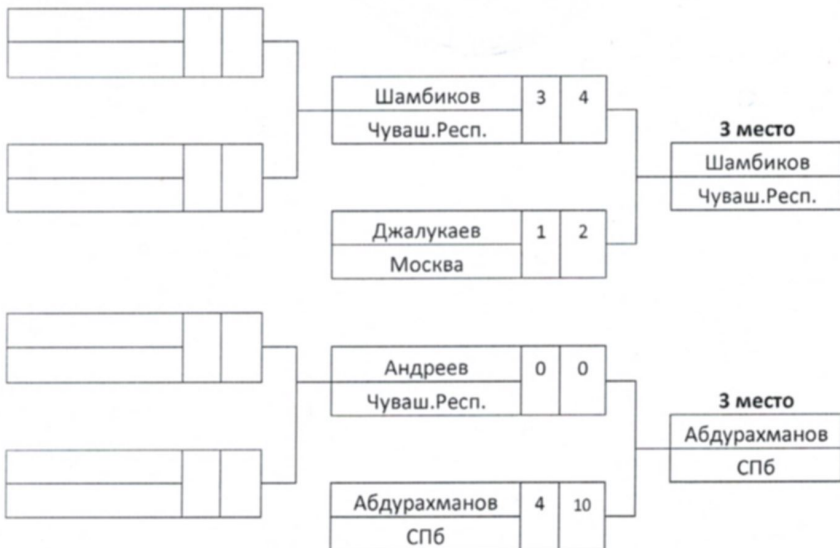 Шамбиков 3 4
Чуваш.Респ.
3 место
Шамбиков
Чуваш.Респ.
Джалукаев 1 2
Москва
Андреев 0 0
Чуваш.Респ.
3 место
Абдурахманов
СПб
Абдурахманов 4 10
СПб